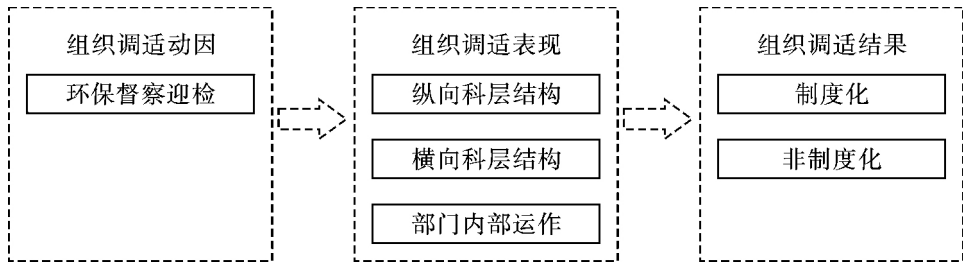 组织调适动因
环保督察迎检
组织调适表现
纵向科层结构
横向科层结构
部门内部运作
组织调适结果
制度化
非制度化